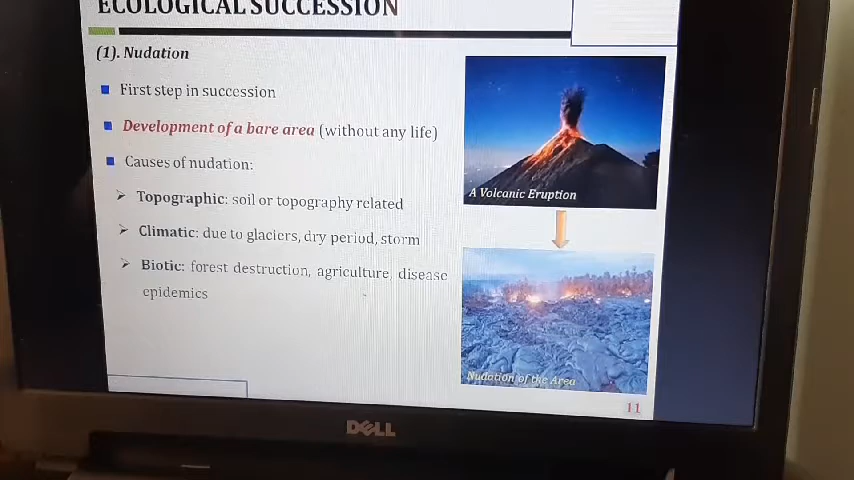 ECOLOGICAL SUCCESSION
(1). Nudation
First step in succession
Development of a bare area (without any life)
Causes of nudation:
Topographic: soil or topography related
Climatic: due to glaciers, dry period, storm
Biotic: forest destruction, agriculture, disease
epidemics
A Volcanic Eruption
Nudation of the Area
11
DELL